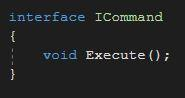 interface ICommand
{
    void Execute();
}